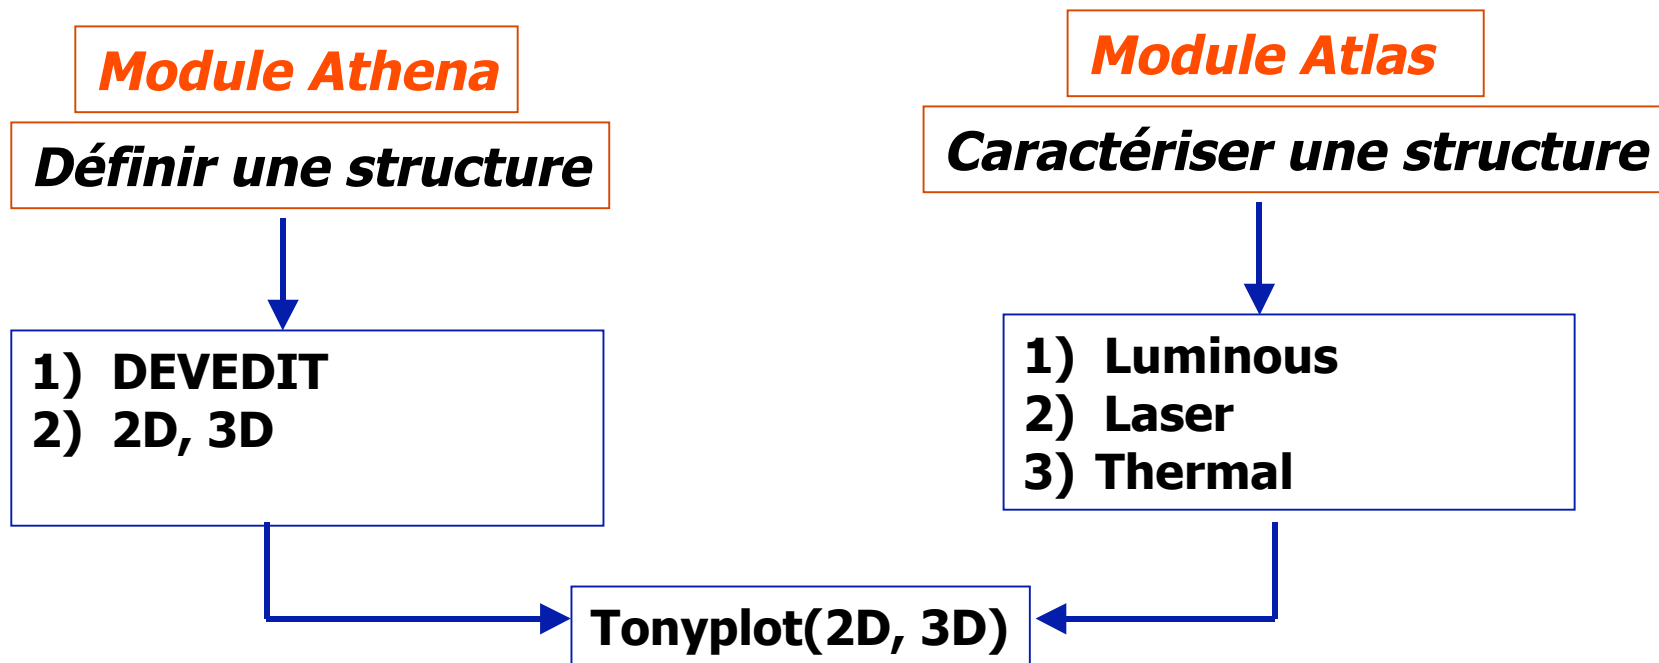 Module Athena
Définir une structure
1) DEVEDIT
2) 2D, 3D
Module Atlas
Caractériser une structure
1) Luminous
2) Laser
3) Thermal
Tonyplot(2D, 3D)